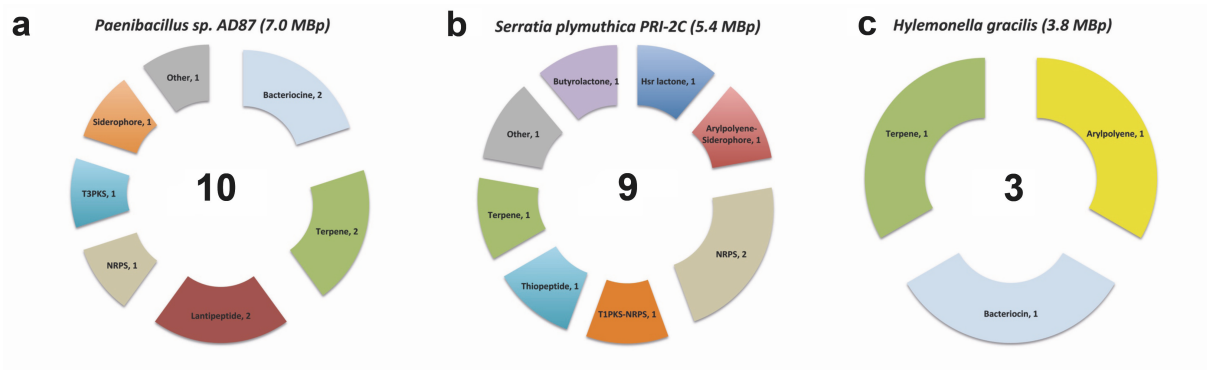 a
Paenibacillus sp. AD87 (7.0 MBp)
Other, 1
Bacteriocine, 2
Siderophore, 1
T3PKS, 1
10
Terpene, 2
NRPS, 1
Lantipeptide, 2
b
Serratia plymuthica PRI-2C (5.4 MBp)
Butyrolactone, 1
Hsr lactone, 1
Other, 1
Arylpolyene-
Siderophore, 1
9
Terpene, 1
NRPS, 2
Thiopeptide, 1
T1PKS-NRPS, 1
c
Hylemonella gracilis (3.8 MBp)
Terpene, 1
Arylpolyene, 1
3
Bacteriocin, 1